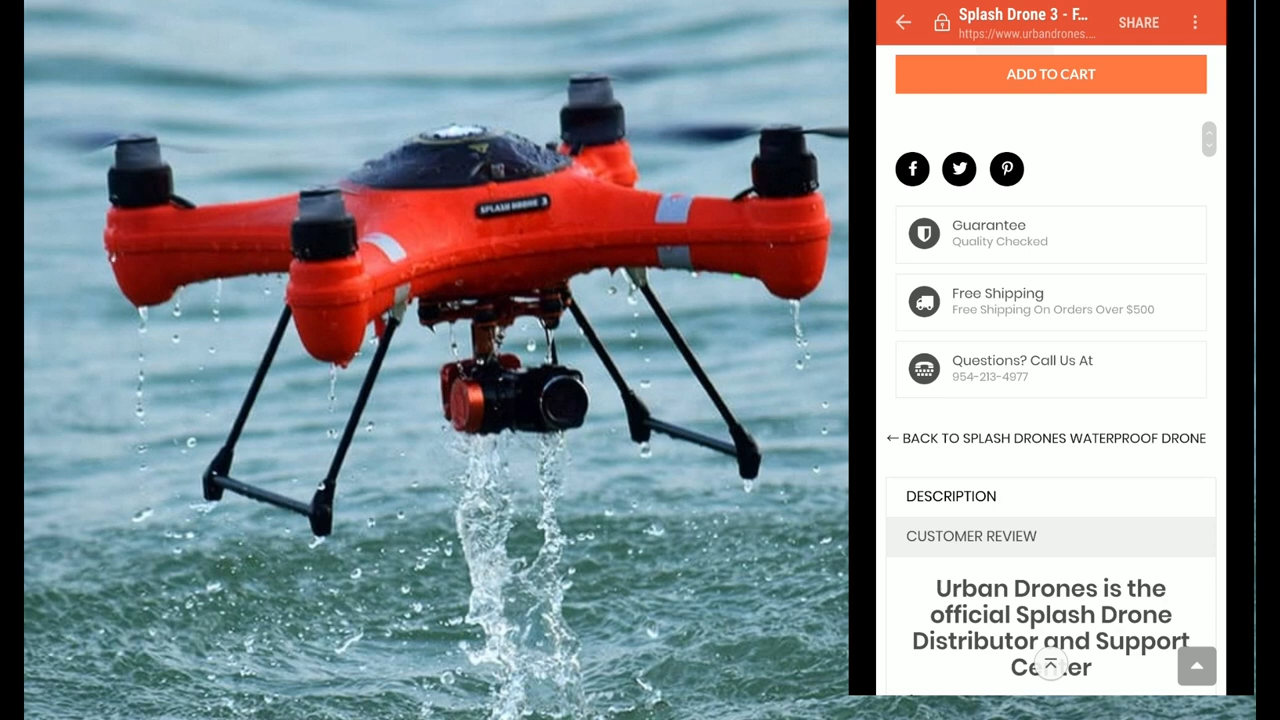 SPLASH DRONE 3
Splash Drone 3 - F...
https://www.urbandrones....
SHARE
ADD TO CART
Guarantee
Quality Checked
Free Shipping
Free Shipping On Orders Over $500
Questions? Call Us At
954-213-4977
← BACK TO SPLASH DRONES WATERPROOF DRONE
DESCRIPTION
CUSTOMER REVIEW
Urban Drones is the
official Splash Drone
Distributor and Support
Center